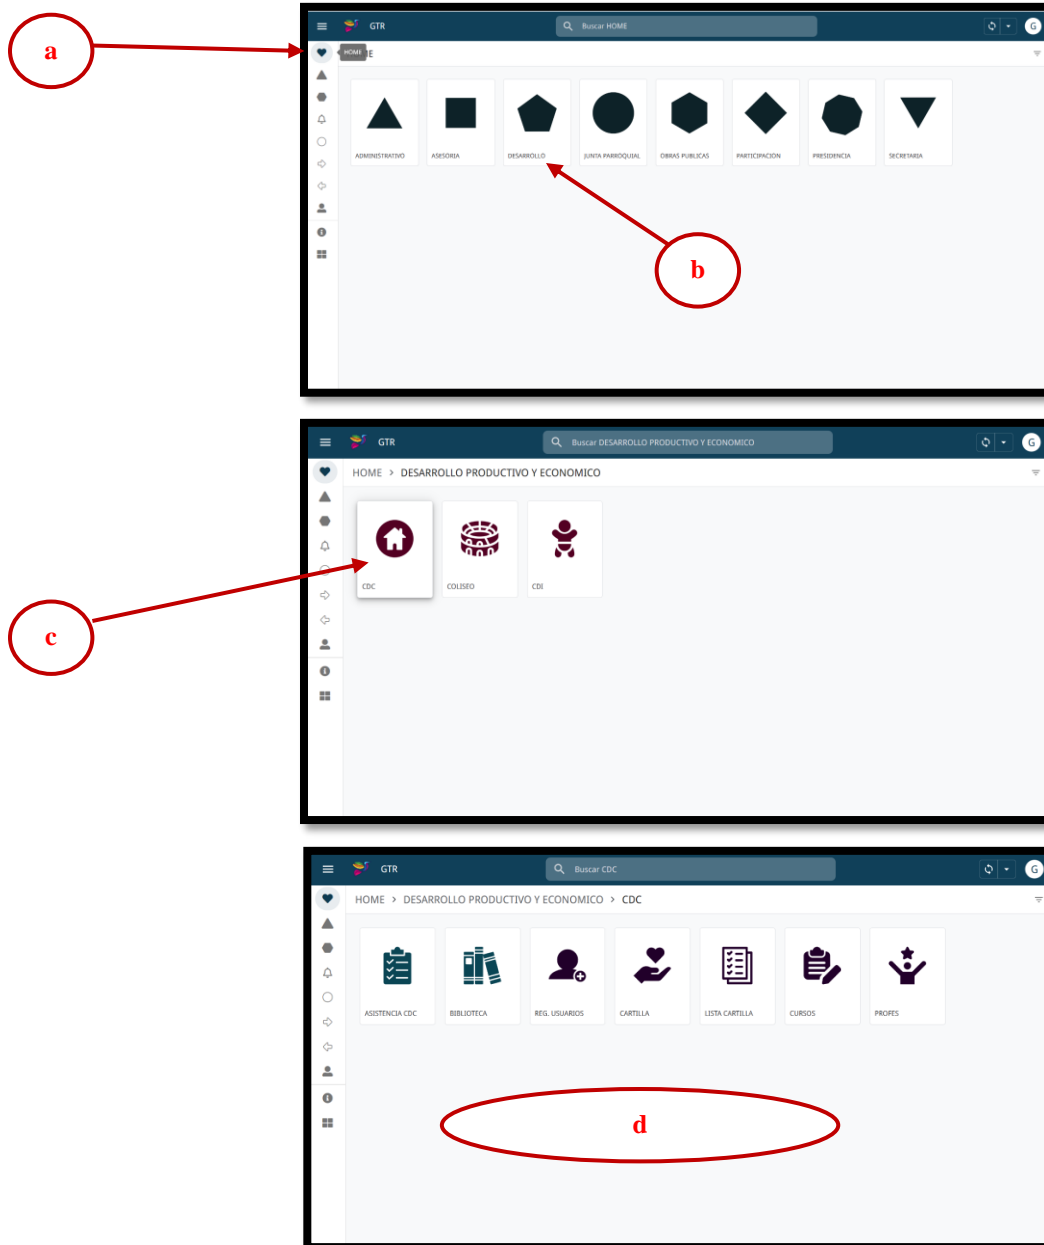 a
GTR
Buscar HOME
G
HOME
ADMINISTRATIVO
ASESORIA
DESARROLLO
JUNTA PARROQUIAL
OBRAS PUBLICAS
PARTICIPACIÓN
PRESIDENCIA
SECRETARIA
b
GTR
Buscar DESARROLLO PRODUCTIVO Y ECONOMICO
G
HOME > DESARROLLO PRODUCTIVO Y ECONOMICO
CDC
COLISEO
CDI
c
GTR
Buscar CDC
G
HOME > DESARROLLO PRODUCTIVO Y ECONOMICO > CDC
ASISTENCIA CDC
BIBLIOTECA
REG. USUARIOS
CARTILLA
LISTA CARTILLA
CURSOS
PROFES
d